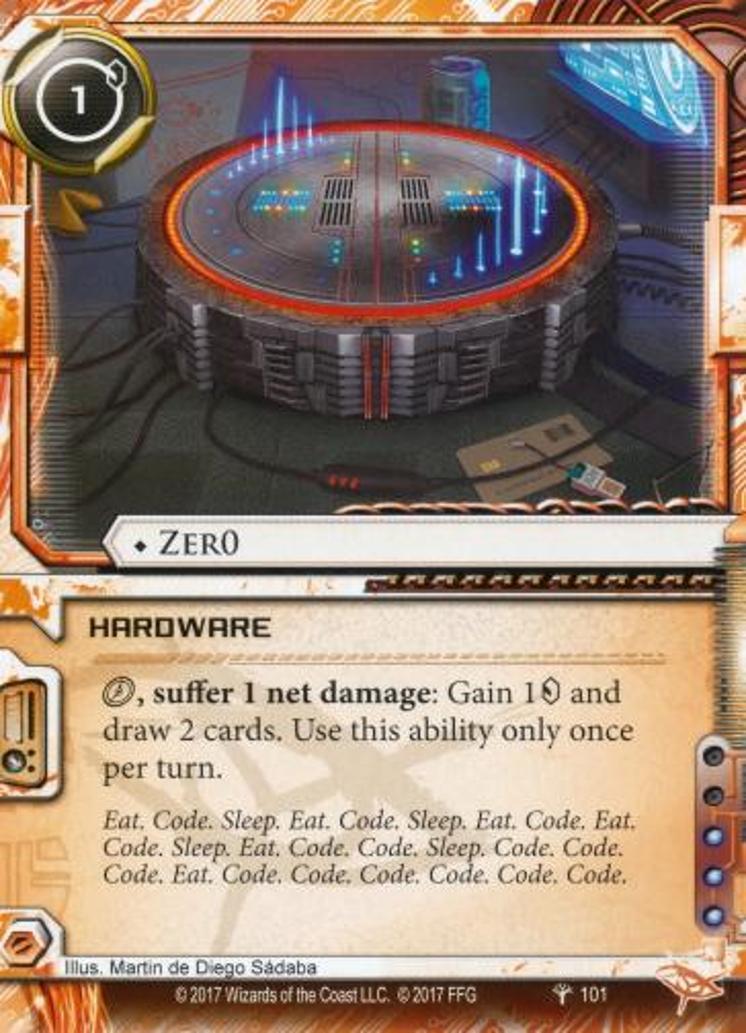 1
◆ ZER0
HARDWARE
, suffer 1 net damage: Gain 1 and
draw 2 cards. Use this ability only once
per turn.
Eat. Code. Sleep. Eat. Code. Sleep. Eat. Code. Eat.
Code. Sleep. Eat. Code. Code. Sleep. Code. Code.
Code. Eat. Code. Code. Code. Code. Code. Code.
Illus. Martin de Diego Sádaba
© 2017 Wizards of the Coast LLC. © 2017 FFG
101